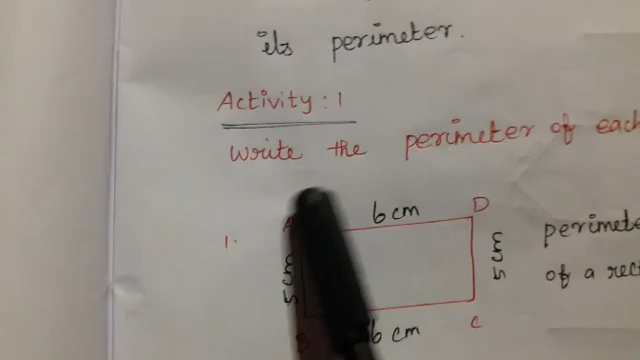 its perimeter.
Activity : 1
Write the perimeter of each
1. A 6 cm D
5 cm 5 cm perimete
of a rec
6 cm C